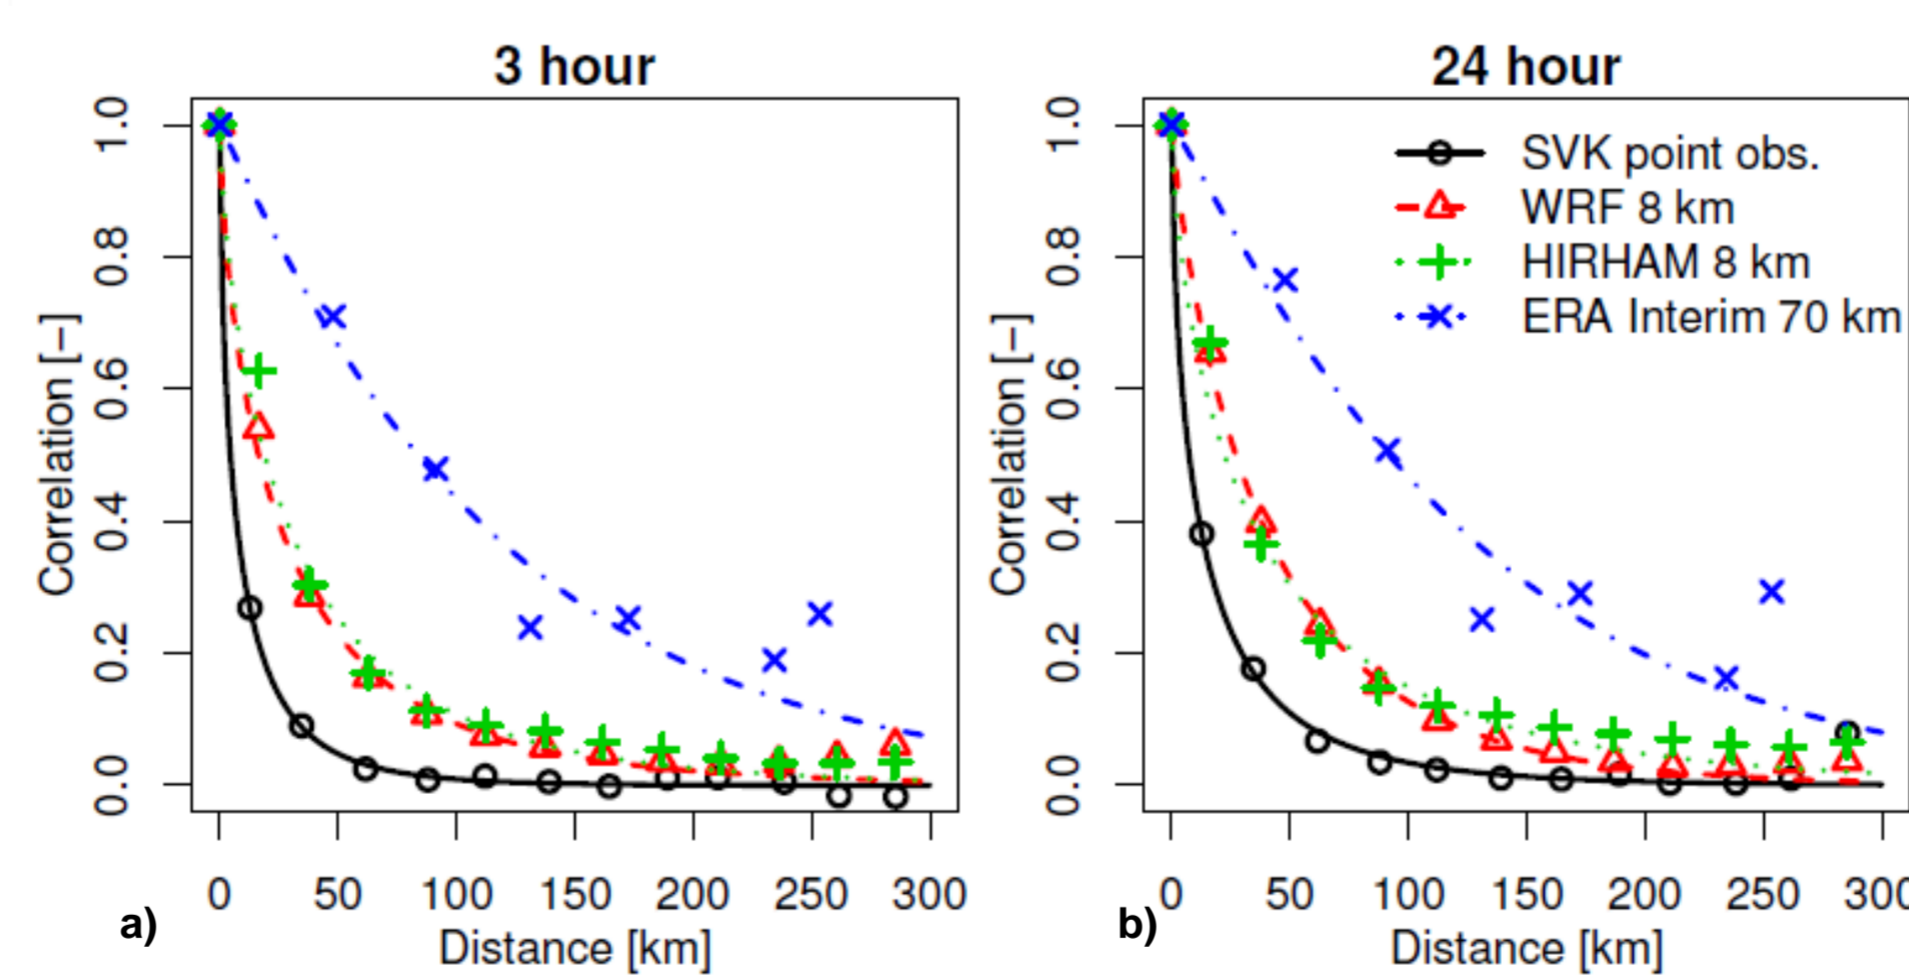 3 hour
Correlation [−]
1.0
0.8
0.6
0.4
0.2
0.0
0 50 100 150 200 250 300
a)
Distance [km]
24 hour
Correlation [−]
1.0
0.8
0.6
0.4
0.2
0.0
SVK point obs.
WRF 8 km
HIRHAM 8 km
ERA Interim 70 km
0 50 100 150 200 250 300
b)
Distance [km]